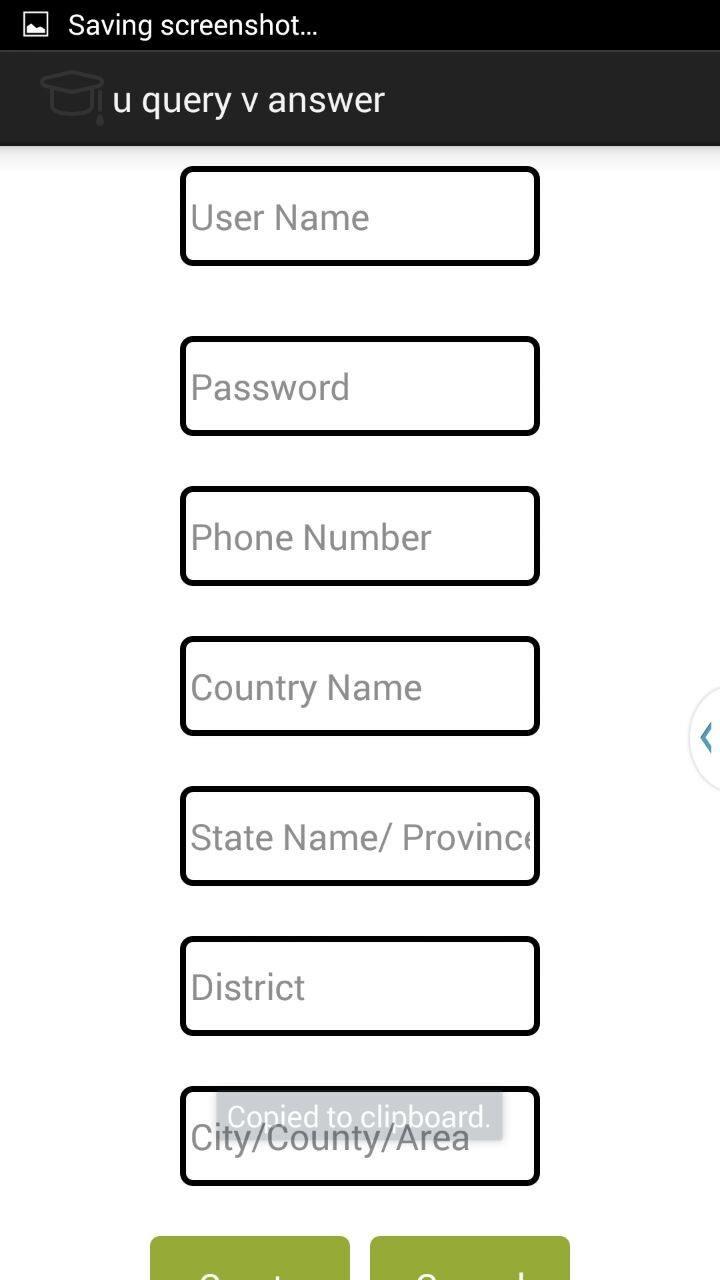 Saving screenshot...
u query v answer
User Name
Password
Phone Number
Country Name
State Name/ Province
District
Copied to clipboard.
City/County/Area